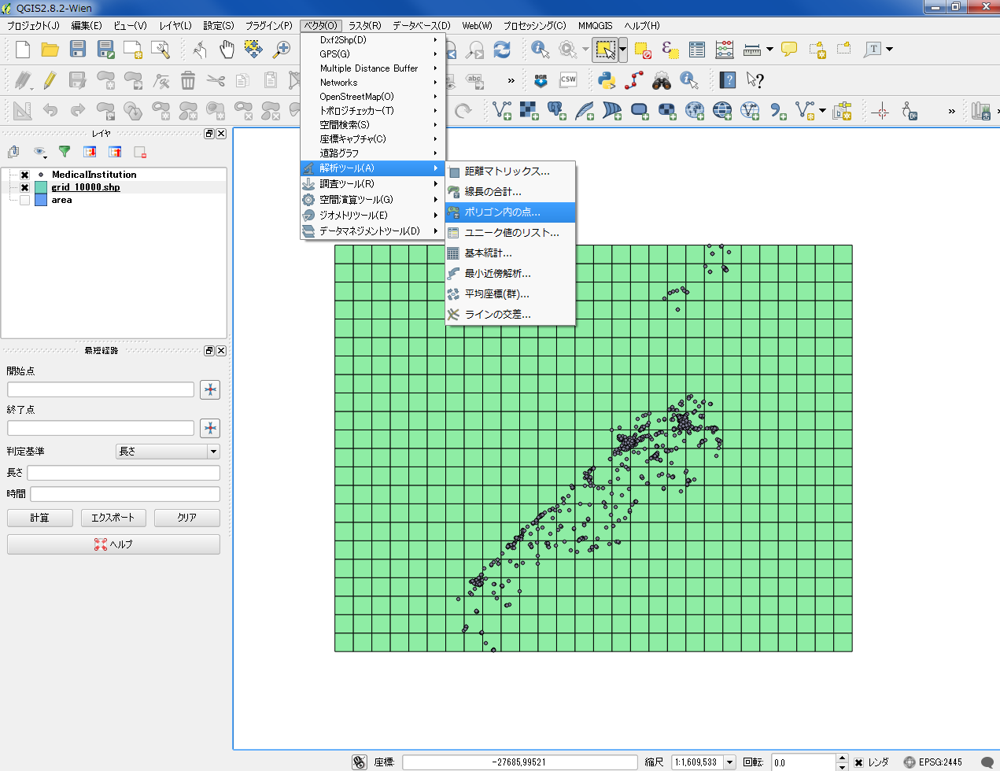 QGIS2.8.2-Wien
プロジェクト(J) 編集(E) ビュー(V) レイヤ(L) 設定(S) プラグイン(P) ベクタ(O) ラスタ(R) データベース(D) Web(W) プロセッシング(C) MMQGIS ヘルプ(H)
Dxf2Shp(D)
GPS(G)
Multiple Distance Buffer
Networks
OpenStreetMap(O)
トポロジチェッカー(T)
空間検索(S)
座標キャプチャ(C)
道路グラフ
解析ツール(A)
調査ツール(R)
空間演算ツール(G)
ジオメトリツール(E)
データマネジメントツール(D)
距離マトリックス...
線長の合計...
ポリゴン内の点...
ユニーク値のリスト...
基本統計...
最小近傍解析...
平均座標(群)...
ラインの交差...
abc
OGR
CSW
レイヤ
MedicalInstitution
grid_10000.shp
area
最短経路
開始点
終了点
判定基準 長さ
長さ
時間
計算 エクスポート クリア
ヘルプ
座標: -27685,99521 縮尺 1:1,609,533 回転: 0.0 レンダ EPSG:2445